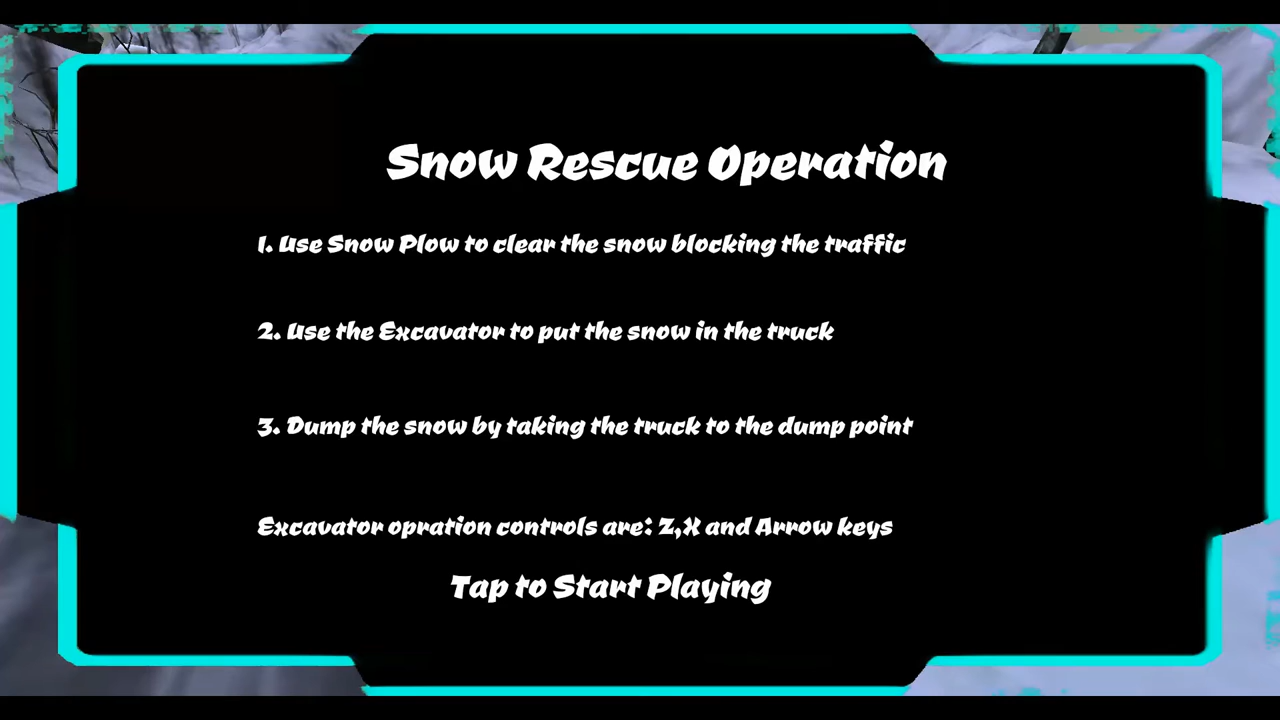 Snow Rescue Operation
1. Use Snow Plow to clear the snow blocking the traffic
2. Use the Excavator to put the snow in the truck
3. Dump the snow by taking the truck to the dump point
Excavator opration controls are: Z,X and Arrow keys
Tap to Start Playing